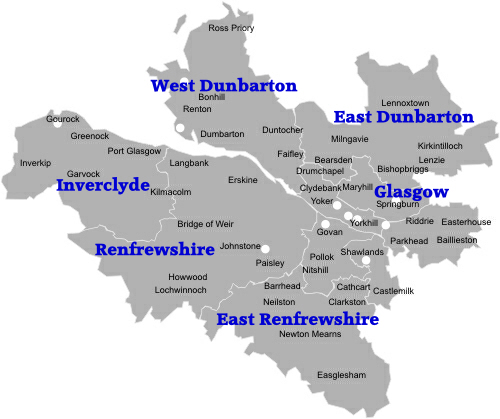 Ross Priory
West Dunbarton
Bonhill
Renton
Lennoxtown
East Dunbarton
Gourock
Greenock
Dumbarton
Duntocher
Milngavie
Kirkintilloch
Port Glasgow
Faifley
Bearsden
Lenzie
Inverkip
Langbank
Drumchapel
Bishopbriggs
Garvock
Inverclyde
Kilmacolm
Erskine
Clydebank
Maryhill
Glasgow
Yoker
Springburn
Bridge of Weir
Yorkhill
Riddrie
Easterhouse
Govan
Renfrewshire
Johnstone
Parkhead
Baillieston
Paisley
Pollok
Shawlands
Nitshill
Howwood
Lochwinnoch
Barrhead
Cathcart
Castlemilk
Neilston
Clarkston
East Renfrewshire
Newton Mearns
Easglesham